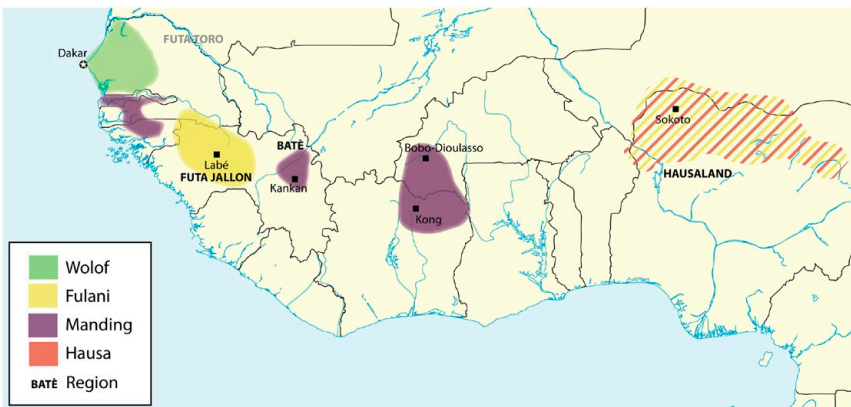 FUTA TORO
Dakar
Sokoto
BATÈ
Bobo-Dioulasso
Labé
HAUSALAND
FUTA JALLON
Kankan
Kong
Wolof
Fulani
Manding
Hausa
BATÈ Region